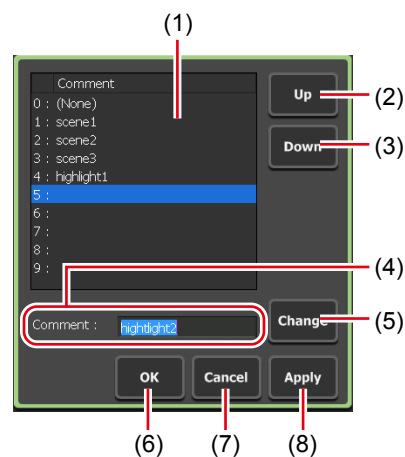 (1)
Comment
0 : (None)
1 : scene1
2 : scene2
3 : scene3
4 : highlight1
5 :
6 :
7 :
8 :
9 :
Up
(2)
Down
(3)
(4)
Comment :
hightlight2
Change
(5)
OK
Cancel
Apply
(6)
(7)
(8)